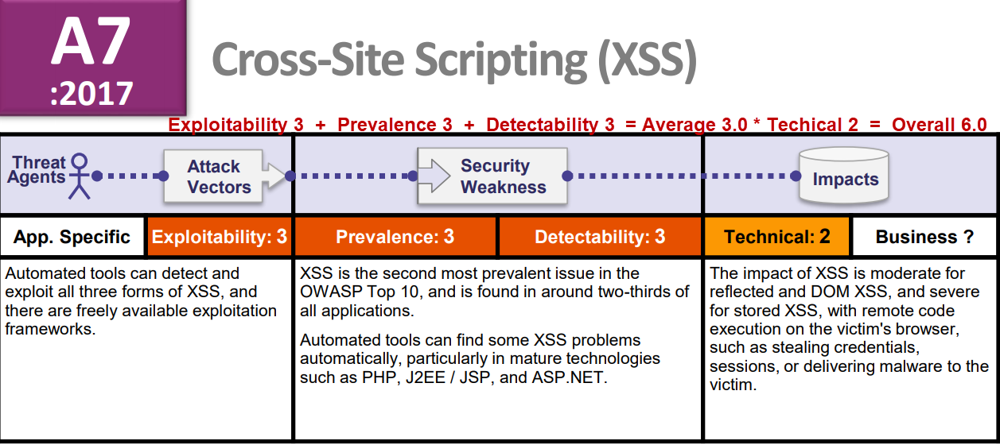 A7
:2017
Cross-Site Scripting (XSS)
Exploitability 3 + Prevalence 3 + Detectability 3 = Average 3.0 * Techical 2 = Overall 6.0
Threat
Agents
Attack
Vectors
Security
Weakness
Impacts
App. Specific
Exploitability: 3
Prevalence: 3
Detectability: 3
Technical: 2
Business ?
Automated tools can detect and
exploit all three forms of XSS, and
there are freely available exploitation
frameworks.
XSS is the second most prevalent issue in the
OWASP Top 10, and is found in around two-thirds of
all applications.
Automated tools can find some XSS problems
automatically, particularly in mature technologies
such as PHP, J2EE / JSP, and ASP.NET.
The impact of XSS is moderate for
reflected and DOM XSS, and severe
for stored XSS, with remote code
execution on the victim's browser,
such as stealing credentials,
sessions, or delivering malware to the
victim.